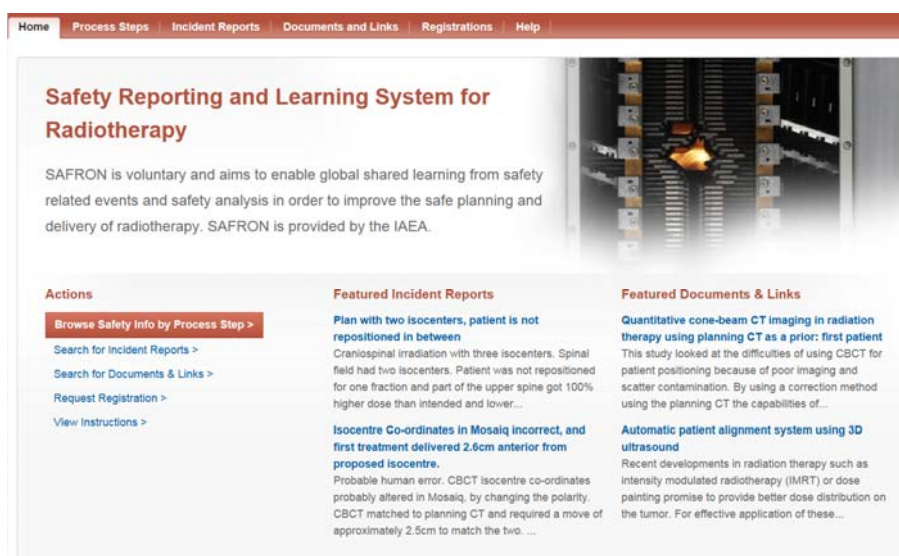 Home Process Steps Incident Reports Documents and Links Registrations Help
Safety Reporting and Learning System for
Radiotherapy
SAFRON is voluntary and aims to enable global shared learning from safety
related events and safety analysis in order to improve the safe planning and
delivery of radiotherapy. SAFRON is provided by the IAEA.
Actions
Browse Safety Info by Process Step >
Search for Incident Reports >
Search for Documents & Links >
Request Registration >
View Instructions >
Featured Incident Reports
Plan with two isocenters, patient is not
repositioned in between
Craniospinal irradiation with three isocenters. Spinal
field had two isocenters. Patient was not repositioned
for one fraction and part of the upper spine got 100%
higher dose than intended and lower...
Isocentre Co-ordinates in Mosaiq incorrect, and
first treatment delivered 2.6cm anterior from
proposed isocentre.
Probable human error. CBCT isocentre co-ordinates
probably altered in Mosaiq, by changing the polarity.
CBCT matched to planning CT and required a move of
approximately 2.5cm to match the two. ...
Featured Documents & Links
Quantitative cone-beam CT imaging in radiation
therapy using planning CT as a prior: first patient
This study looked at the difficulties of using CBCT for
patient positioning because of poor imaging and
scatter contamination. By using a correction method
using the planning CT the capabilities of...
Automatic patient alignment system using 3D
ultrasound
Recent developments in radiation therapy such as
intensity modulated radiotherapy (IMRT) or dose
painting promise to provide better dose distribution on
the tumor. For effective application of these...